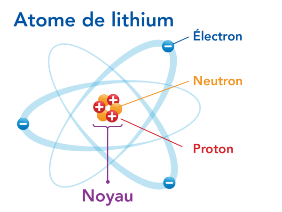 Atome de lithium
Électron
Neutron
Proton
Noyau